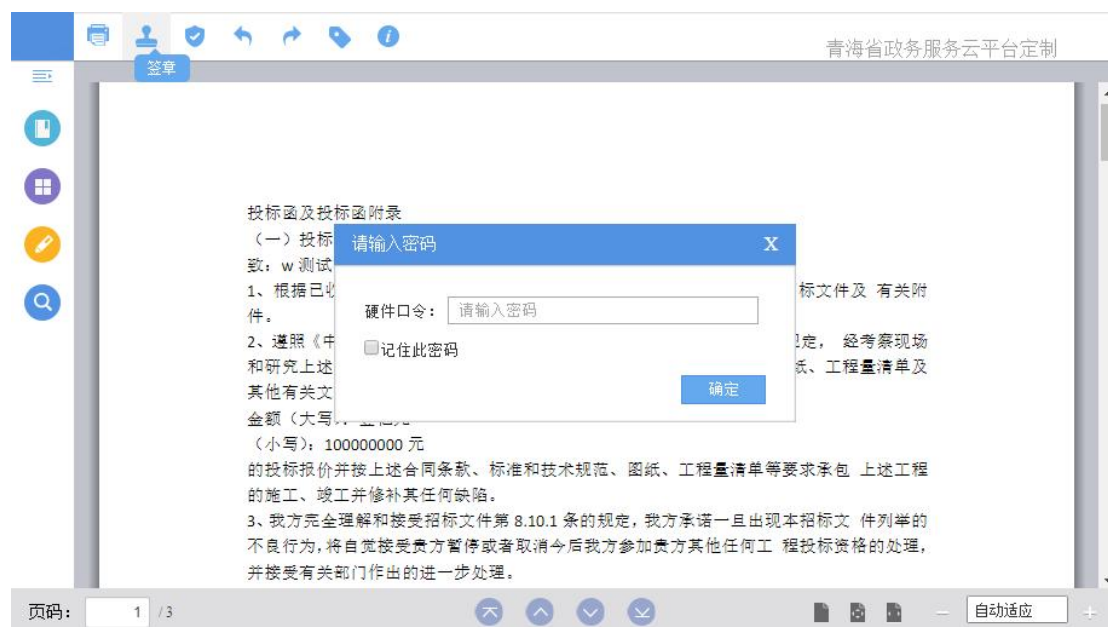 青海省政务服务云平台定制
签章
投标函及投标函附录
（一）投标
致：w 测试
1、根据已收
标文件及 有关附
件。
2、遵照《中
定， 经考察现场
和研究上述
纸、工程量清单及
其他有关文
请输入密码
X
硬件口令：
请输入密码
记住此密码
确定
金额（大写
（小写）：100000000 元
的投标报价并按上述合同条款、标准和技术规范、图纸、工程量清单等要求承包 上述工程
的施工、竣工并修补其任何缺陷。
3、我方完全理解和接受招标文件第 8.10.1 条的规定，我方承诺一旦出现本招标文 件列举的
不良行为，将自觉接受贵方暂停或者取消今后我方参加贵方其他任何工 程投标资格的处理，
并接受有关部门作出的进一步处理。
页码：
1 /3
自动适应